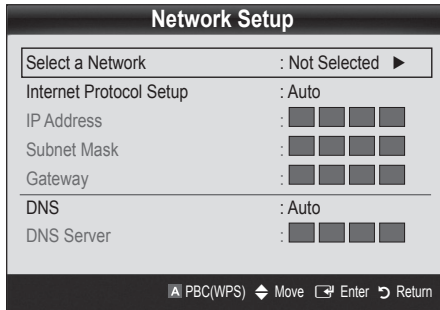 Network Setup
Select a Network : Not Selected ▶
Internet Protocol Setup : Auto
IP Address :
Subnet Mask :
Gateway :
DNS : Auto
DNS Server :
A PBC(WPS) Move Enter Return